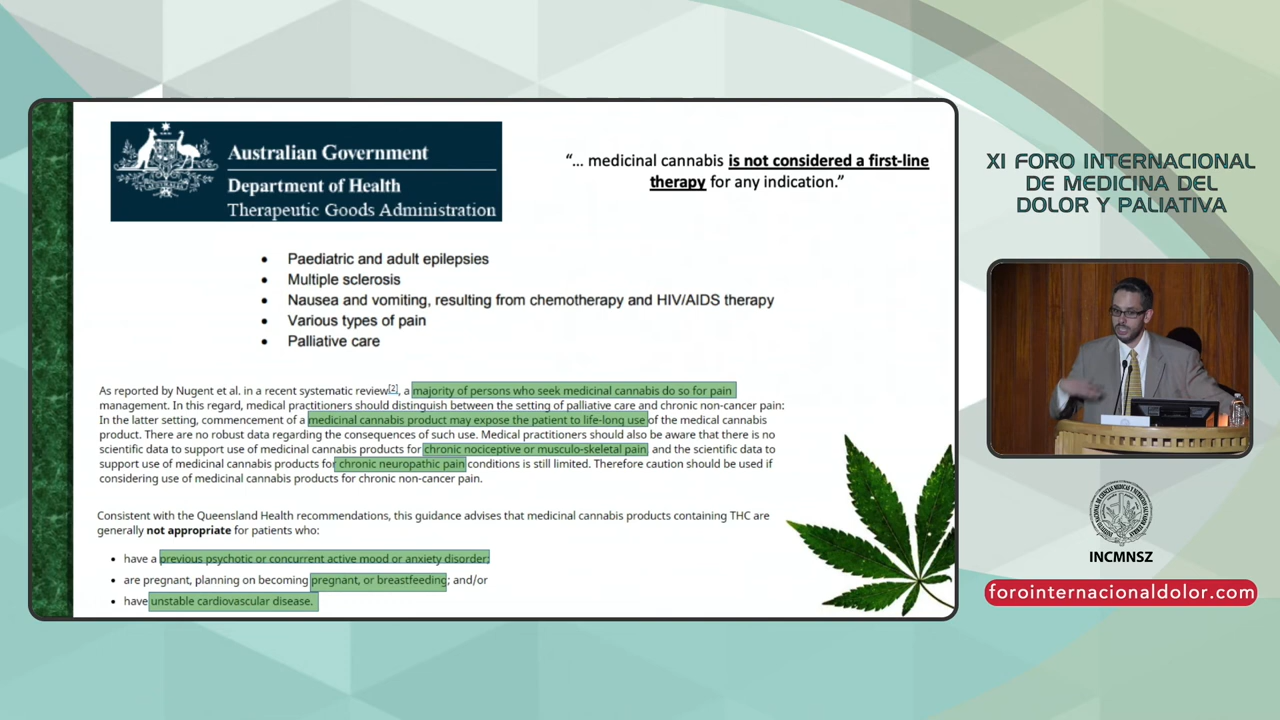 Australian Government
Department of Health
Therapeutic Goods Administration
“... medicinal cannabis is not considered a first-line
therapy for any indication.”
• Paediatric and adult epilepsies
• Multiple sclerosis
• Nausea and vomiting, resulting from chemotherapy and HIV/AIDS therapy
• Various types of pain
• Palliative care
As reported by Nugent et al. in a recent systematic review[2], a majority of persons who seek medicinal cannabis do so for pain
management. In this regard, medical practitioners should distinguish between the setting of palliative care and chronic non-cancer pain:
In the latter setting, commencement of a medicinal cannabis product may expose the patient to life-long use of the medical cannabis
product. There are no robust data regarding the consequences of such use. Medical practitioners should also be aware that there is no
scientific data to support use of medicinal cannabis products for chronic nociceptive or musculo-skeletal pain, and the scientific data to
support use of medicinal cannabis products for chronic neuropathic pain conditions is still limited. Therefore caution should be used if
considering use of medicinal cannabis products for chronic non-cancer pain.
Consistent with the Queensland Health recommendations, this guidance advises that medicinal cannabis products containing THC are
generally not appropriate for patients who:
• have a previous psychotic or concurrent active mood or anxiety disorder;
• are pregnant, planning on becoming pregnant, or breastfeeding; and/or
• have unstable cardiovascular disease.
XI FORO INTERNACIONAL
DE MEDICINA DEL
DOLOR Y PALIATIVA
INCMNSZ
forointernacionaldolor.com